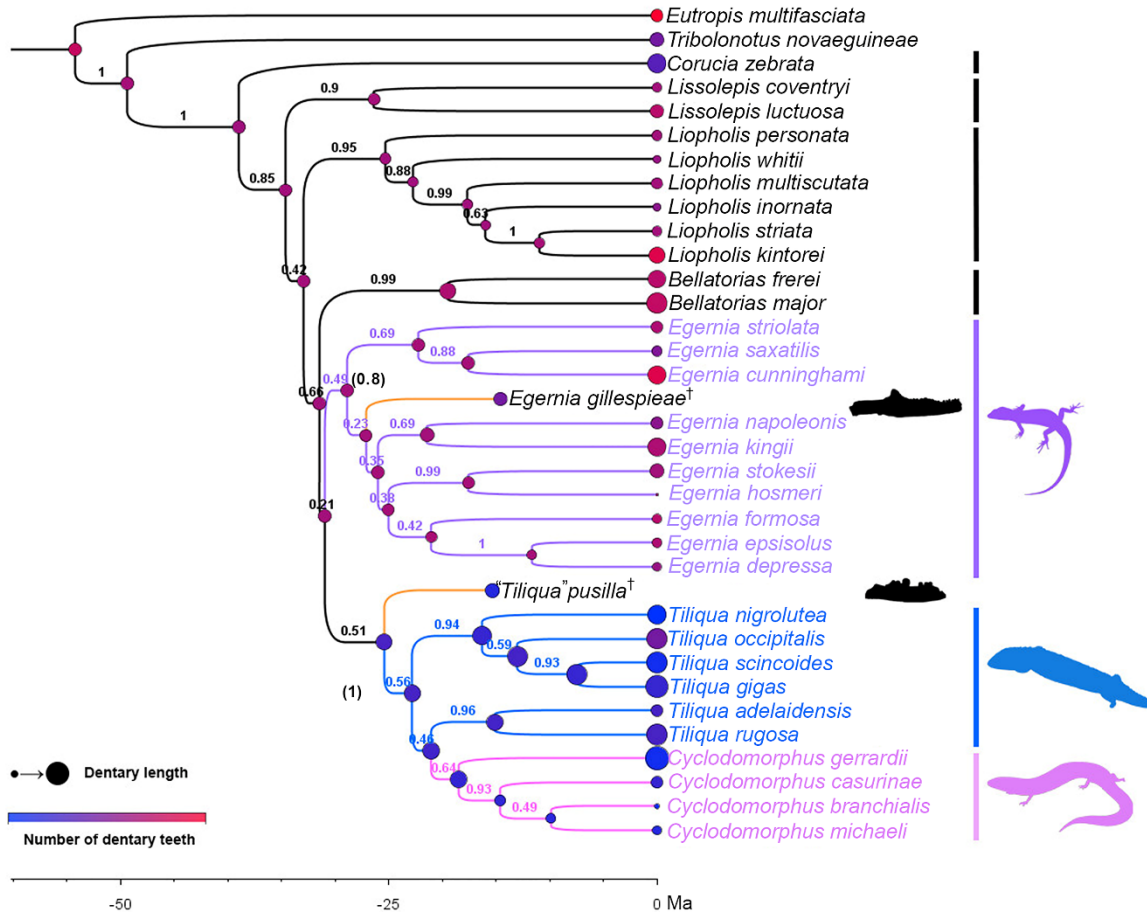 Eutropis multifasciata
Tribolonotus novaeguineae
1
Corucia zebrata
1
Lissolepis coventryi
0.9
Lissolepis luctuosa
Liopholis personata
0.95
Liopholis whitii
0.88
0.85
Liopholis multiscutata
0.99
Liopholis inornata
0.63
Liopholis striata
1
Liopholis kintorei
0.42
Bellatorias frerei
0.99
Bellatorias major
Egernia striolata
0.69
Egernia saxatilis
0.88
Egernia cunninghami
0.49
(0.8)
Egernia gillespieae†
0.66
Egernia napoleonis
0.23
0.69
Egernia kingii
0.35
Egernia stokesii
0.99
Egernia hosmeri
0.38
0.21
Egernia formosa
0.42
Egernia epsisolus
1
Egernia depressa
"Tiliqua"pusilla†
Tiliqua nigrolutea
0.94
0.51
Tiliqua occipitalis
0.59
Tiliqua scincoides
0.93
Tiliqua gigas
0.56
(1)
Tiliqua adelaidensis
0.96
Tiliqua rugosa
0.46
Cyclodomorphus gerrardii
0.64
Cyclodomorphus casurinae
0.93
Cyclodomorphus branchialis
0.49
Cyclodomorphus michaeli
Dentary length
Number of dentary teeth
-50
-25
0 Ma